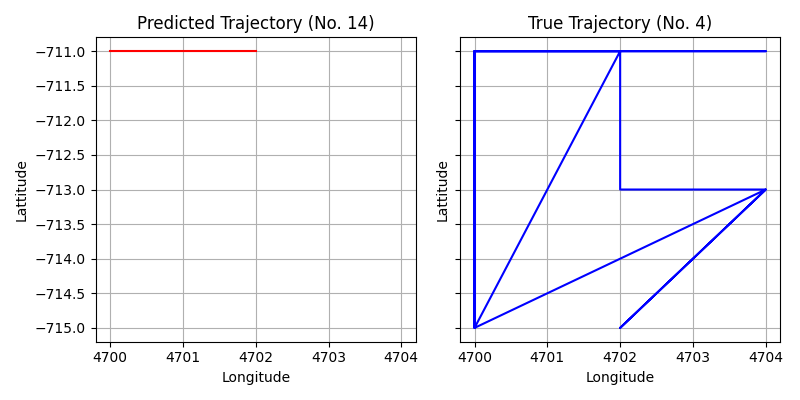 Predicted Trajectory (No. 14)
True Trajectory (No. 4)
−711.0
−711.5
−712.0
−712.5
−713.0
−713.5
−714.0
−714.5
−715.0
Lattitude
Lattitude
4700 4701 4702 4703 4704
4700 4701 4702 4703 4704
Longitude
Longitude